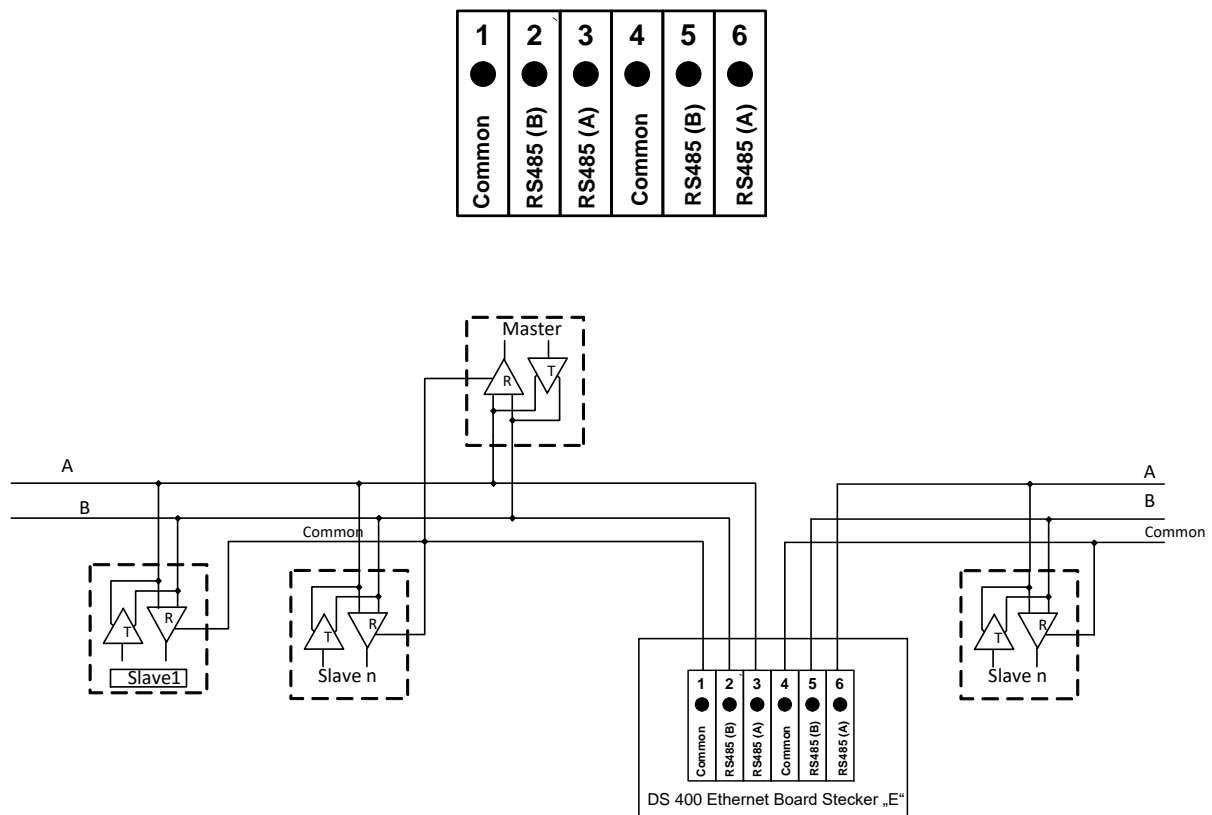 1 2 3 4 5 6
Common RS485 (B) RS485 (A) Common RS485 (B) RS485 (A)
Master
R T
A A
B B
Common Common
T R T R T R
Slave1 Slave n Slave n
1 2 3 4 5 6
Common RS485 (B) RS485 (A) Common RS485 (B) RS485 (A)
DS 400 Ethernet Board Stecker „E“